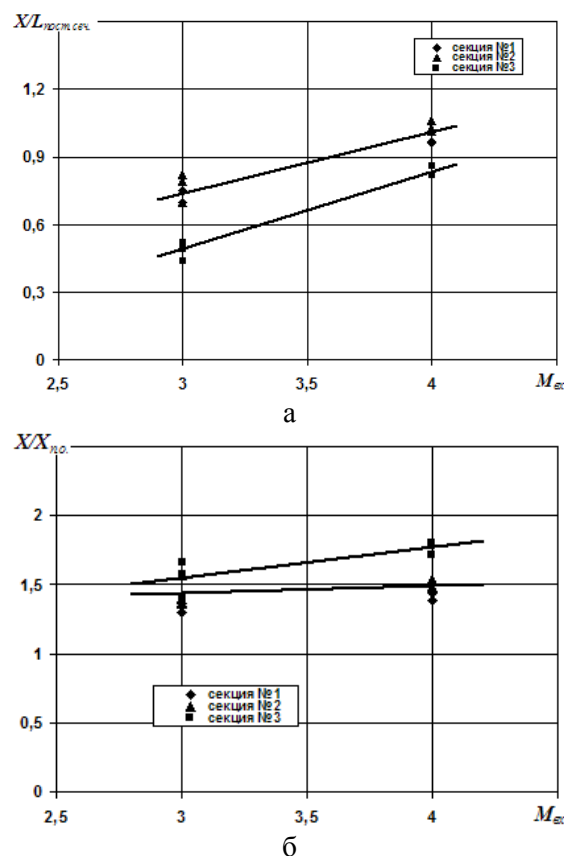 X/Lпост.сеч.
секция №1
секция №2
секция №3
1,2
0,9
0,6
0,3
0
2,5 3 3,5 4 Mвх
а
X/Xп.о.
2
1,5
1
секция №1
секция №2
секция №3
0,5
0
2,5 3 3,5 4 Mвх
б